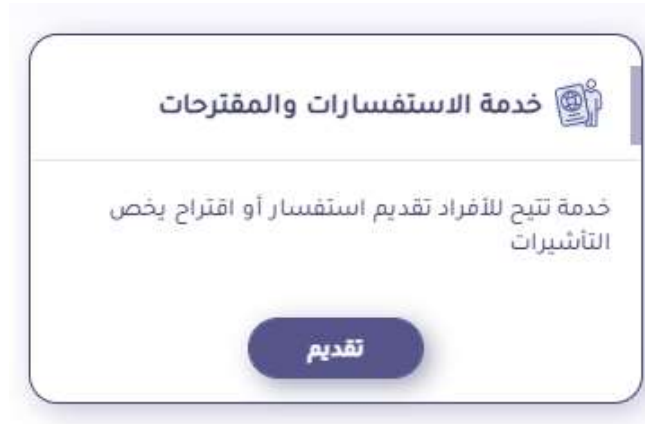 خدمة الاستفسارات والمقترحات
خدمة تتيح للأفراد تقديم استفسار أو اقتراح يخص
التأشيرات
تقديم